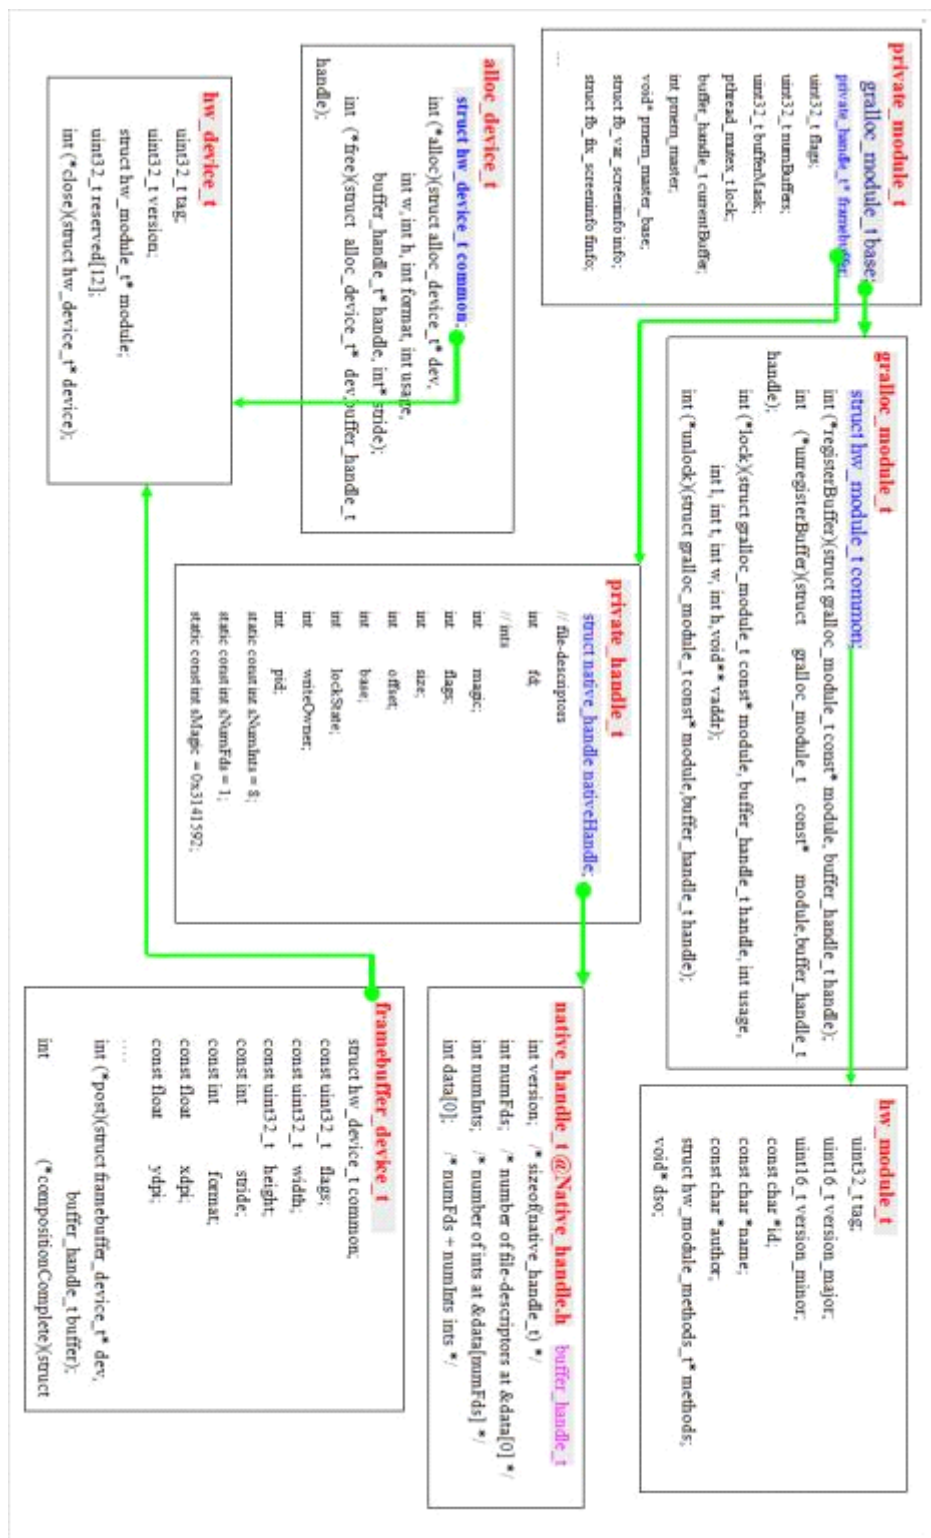 private_module_t
gralloc_module_t base;
private_handle_t* framebuffer;
uint32_t flags;
uint32_t numBuffers;
uint32_t bufferMask;
pthread_mutex_t lock;
buffer_handle_t currentBuffer;
int pmem_master;
void* pmem_master_base;
struct fb_var_screeninfo info;
struct fb_fix_screeninfo finfo;
....
gralloc_module_t
struct hw_module_t common;
int (*registerBuffer)(struct gralloc_module_t const* module, buffer_handle_t handle);
int (*unregisterBuffer)(struct gralloc_module_t const* module,buffer_handle_t
handle);
int (*lock)(struct gralloc_module_t const* module, buffer_handle_t handle, int usage,
int l, int t, int w, int h,void** vaddr);
int (*unlock)(struct gralloc_module_t const* module,buffer_handle_t handle);
hw_module_t
uint32_t tag;
uint16_t version_major;
uint16_t version_minor;
const char *id;
const char *name;
const char *author;
struct hw_module_methods_t* methods;
void* dso;
alloc_device_t
struct hw_device_t common;
int (*alloc)(struct alloc_device_t* dev,
int w, int h, int format, int usage,
buffer_handle_t* handle, int* stride);
int (*free)(struct alloc_device_t* dev,buffer_handle_t
handle);
private_handle_t
struct native_handle nativeHandle;
// file-descriptors
int fd;
// ints
int magic;
int flags;
int size;
int offset;
int base;
int lockState;
int writeOwner;
int pid;
static const int sNumInts = 8;
static const int sNumFds = 1;
static const int sMagic = 0x3141592;
native_handle_t @Native_handle.h buffer_handle_t
int version; /* sizeof(native_handle_t) */
int numFds; /* number of file-descriptors at &data[0] */
int numInts; /* number of ints at &data[numFds] */
int data[0]; /* numFds + numInts ints */
hw_device_t
uint32_t tag;
uint32_t version;
struct hw_module_t* module;
uint32_t reserved[12];
int (*close)(struct hw_device_t* device);
framebuffer_device_t
struct hw_device_t common;
const uint32_t flags;
const uint32_t width;
const uint32_t height;
const int stride;
const int format;
const float xdpi;
const float ydpi;
....
int (*post)(struct framebuffer_device_t* dev,
buffer_handle_t buffer);
int (*compositionComplete)(struct